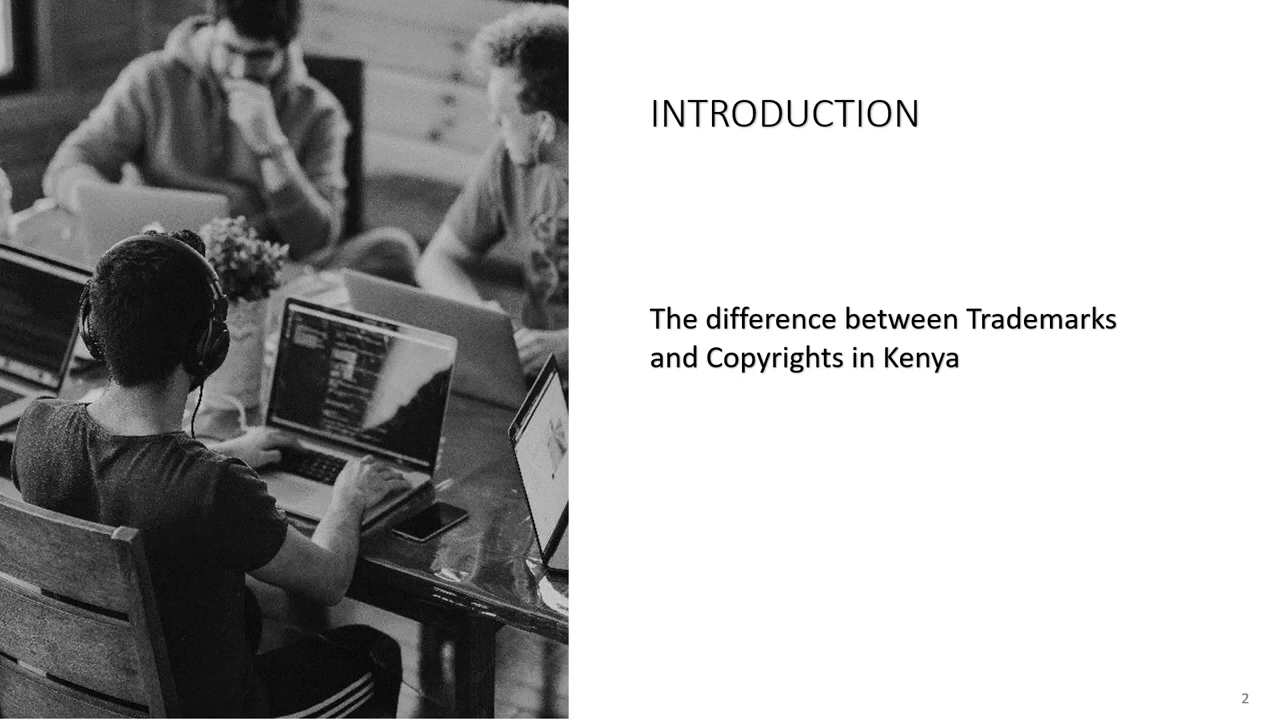 INTRODUCTION
The difference between Trademarks
and Copyrights in Kenya
2